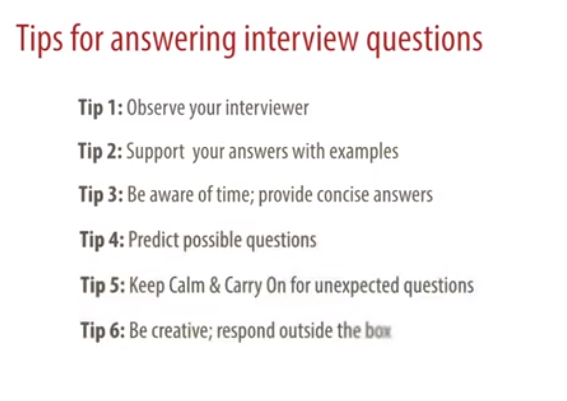 Tips for answering interview questions
Tip 1: Observe your interviewer
Tip 2: Support your answers with examples
Tip 3: Be aware of time; provide concise answers
Tip 4: Predict possible questions
Tip 5: Keep Calm & Carry On for unexpected questions
Tip 6: Be creative; respond outside the box